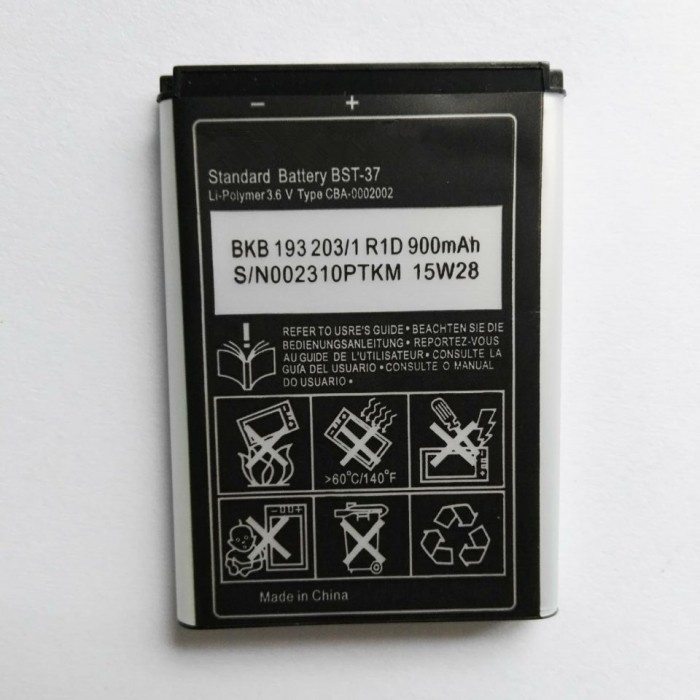 − +
Standard Battery BST-37
Li-Polymer 3.6 V Type CBA-0002002
BKB 193 203/1 R1D 900mAh
S/N002310PTKM 15W28
REFER TO USRE'S GUIDE • BEACHTEN SIE DIE
BEDIENUNGSANLEITUNG • REPORTEZ-VOUS
AU GUIDE DE L'UTILISATEUR • CONSULTE LA
GUÍA DEL USUARIO • CONSULTE O MANUAL
DO USUARIO •
>60°C/140°F
Made in China